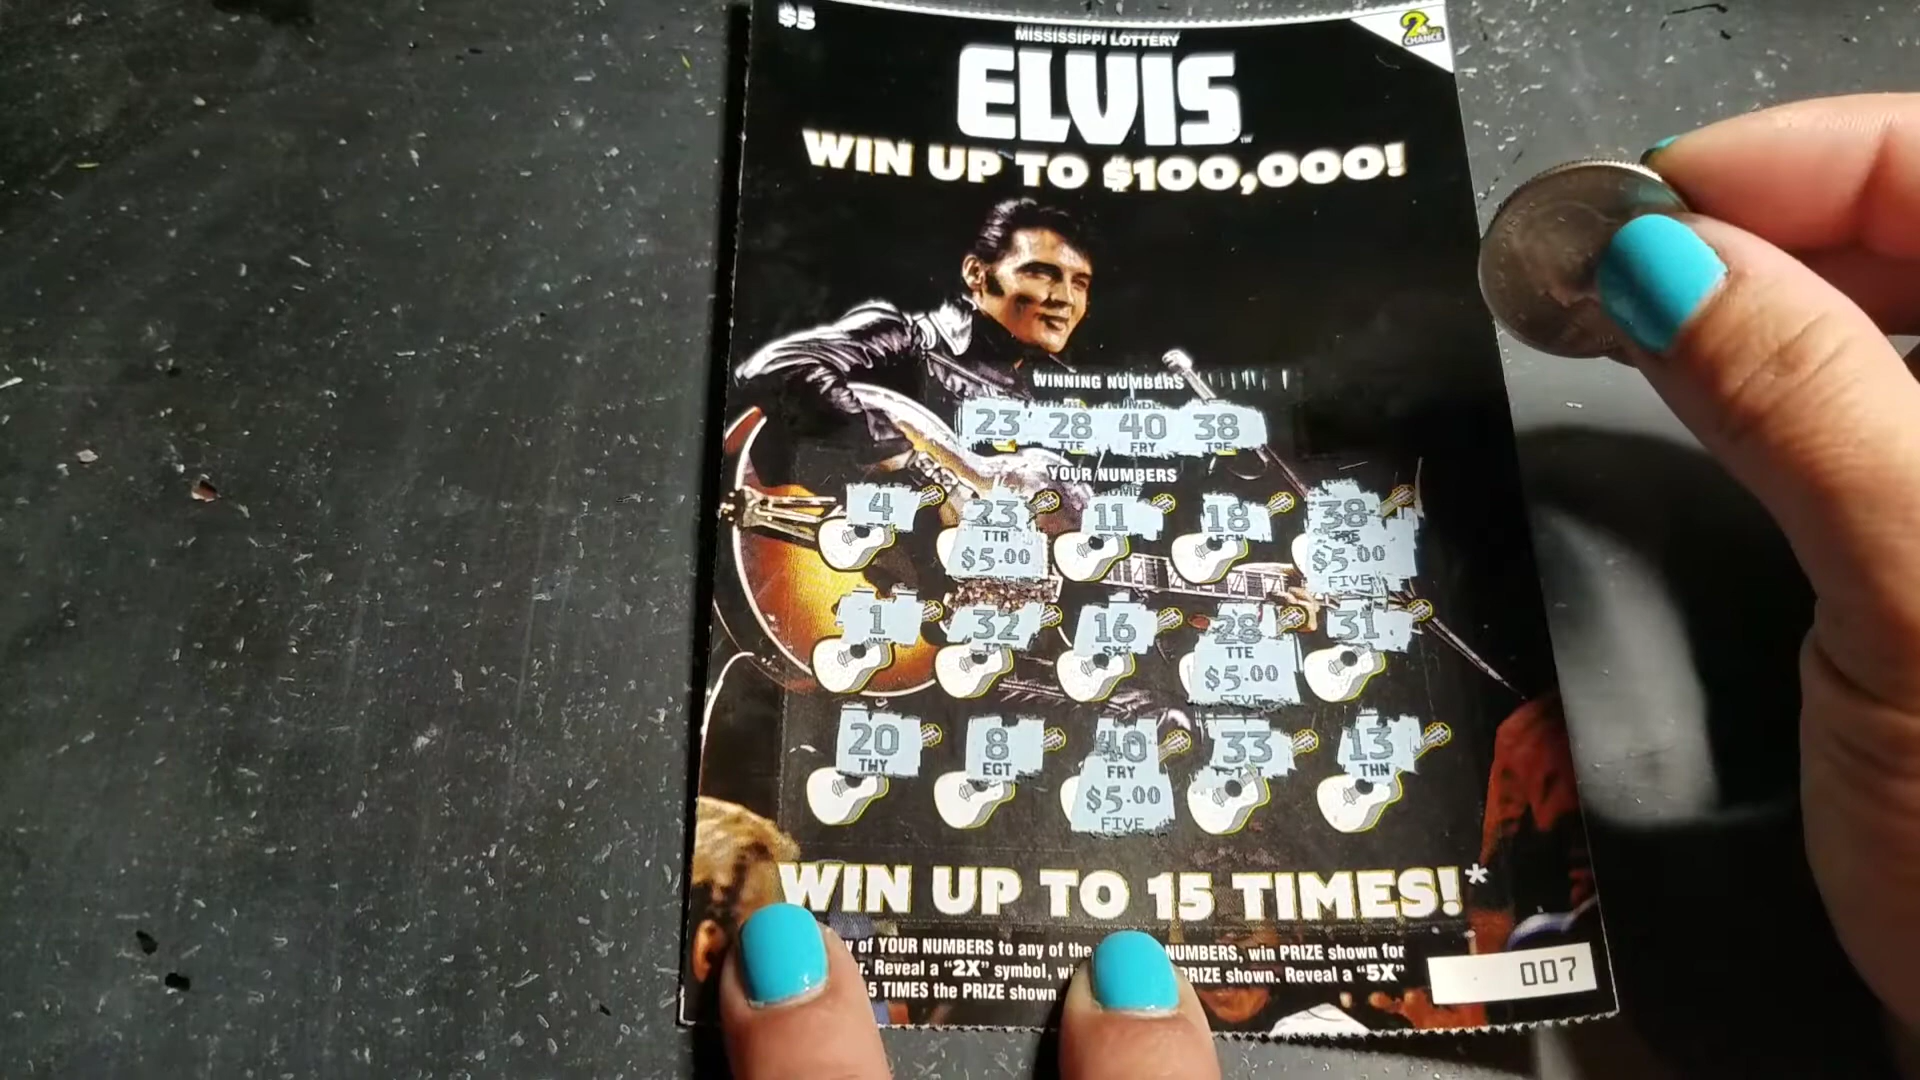 $5
2 CHANCE
MISSISSIPPI LOTTERY
ELVIS
WIN UP TO $100,000!
WINNING NUMBERS
23 28 40 38
TTE FRY TRE
YOUR NUMBERS
4 23 11 18 38
TTR
$5.00 $5.00
FIVE
1 32 16 28 31
TTE
$5.00
FIVE
20 8 40 33 13
THY EGT FRY THN
$5.00
FIVE
WIN UP TO 15 TIMES!*
of YOUR NUMBERS to any of the NUMBERS, win PRIZE shown for
Reveal a "2X" symbol, PRIZE shown. Reveal a "5X"
5 TIMES the PRIZE shown
007